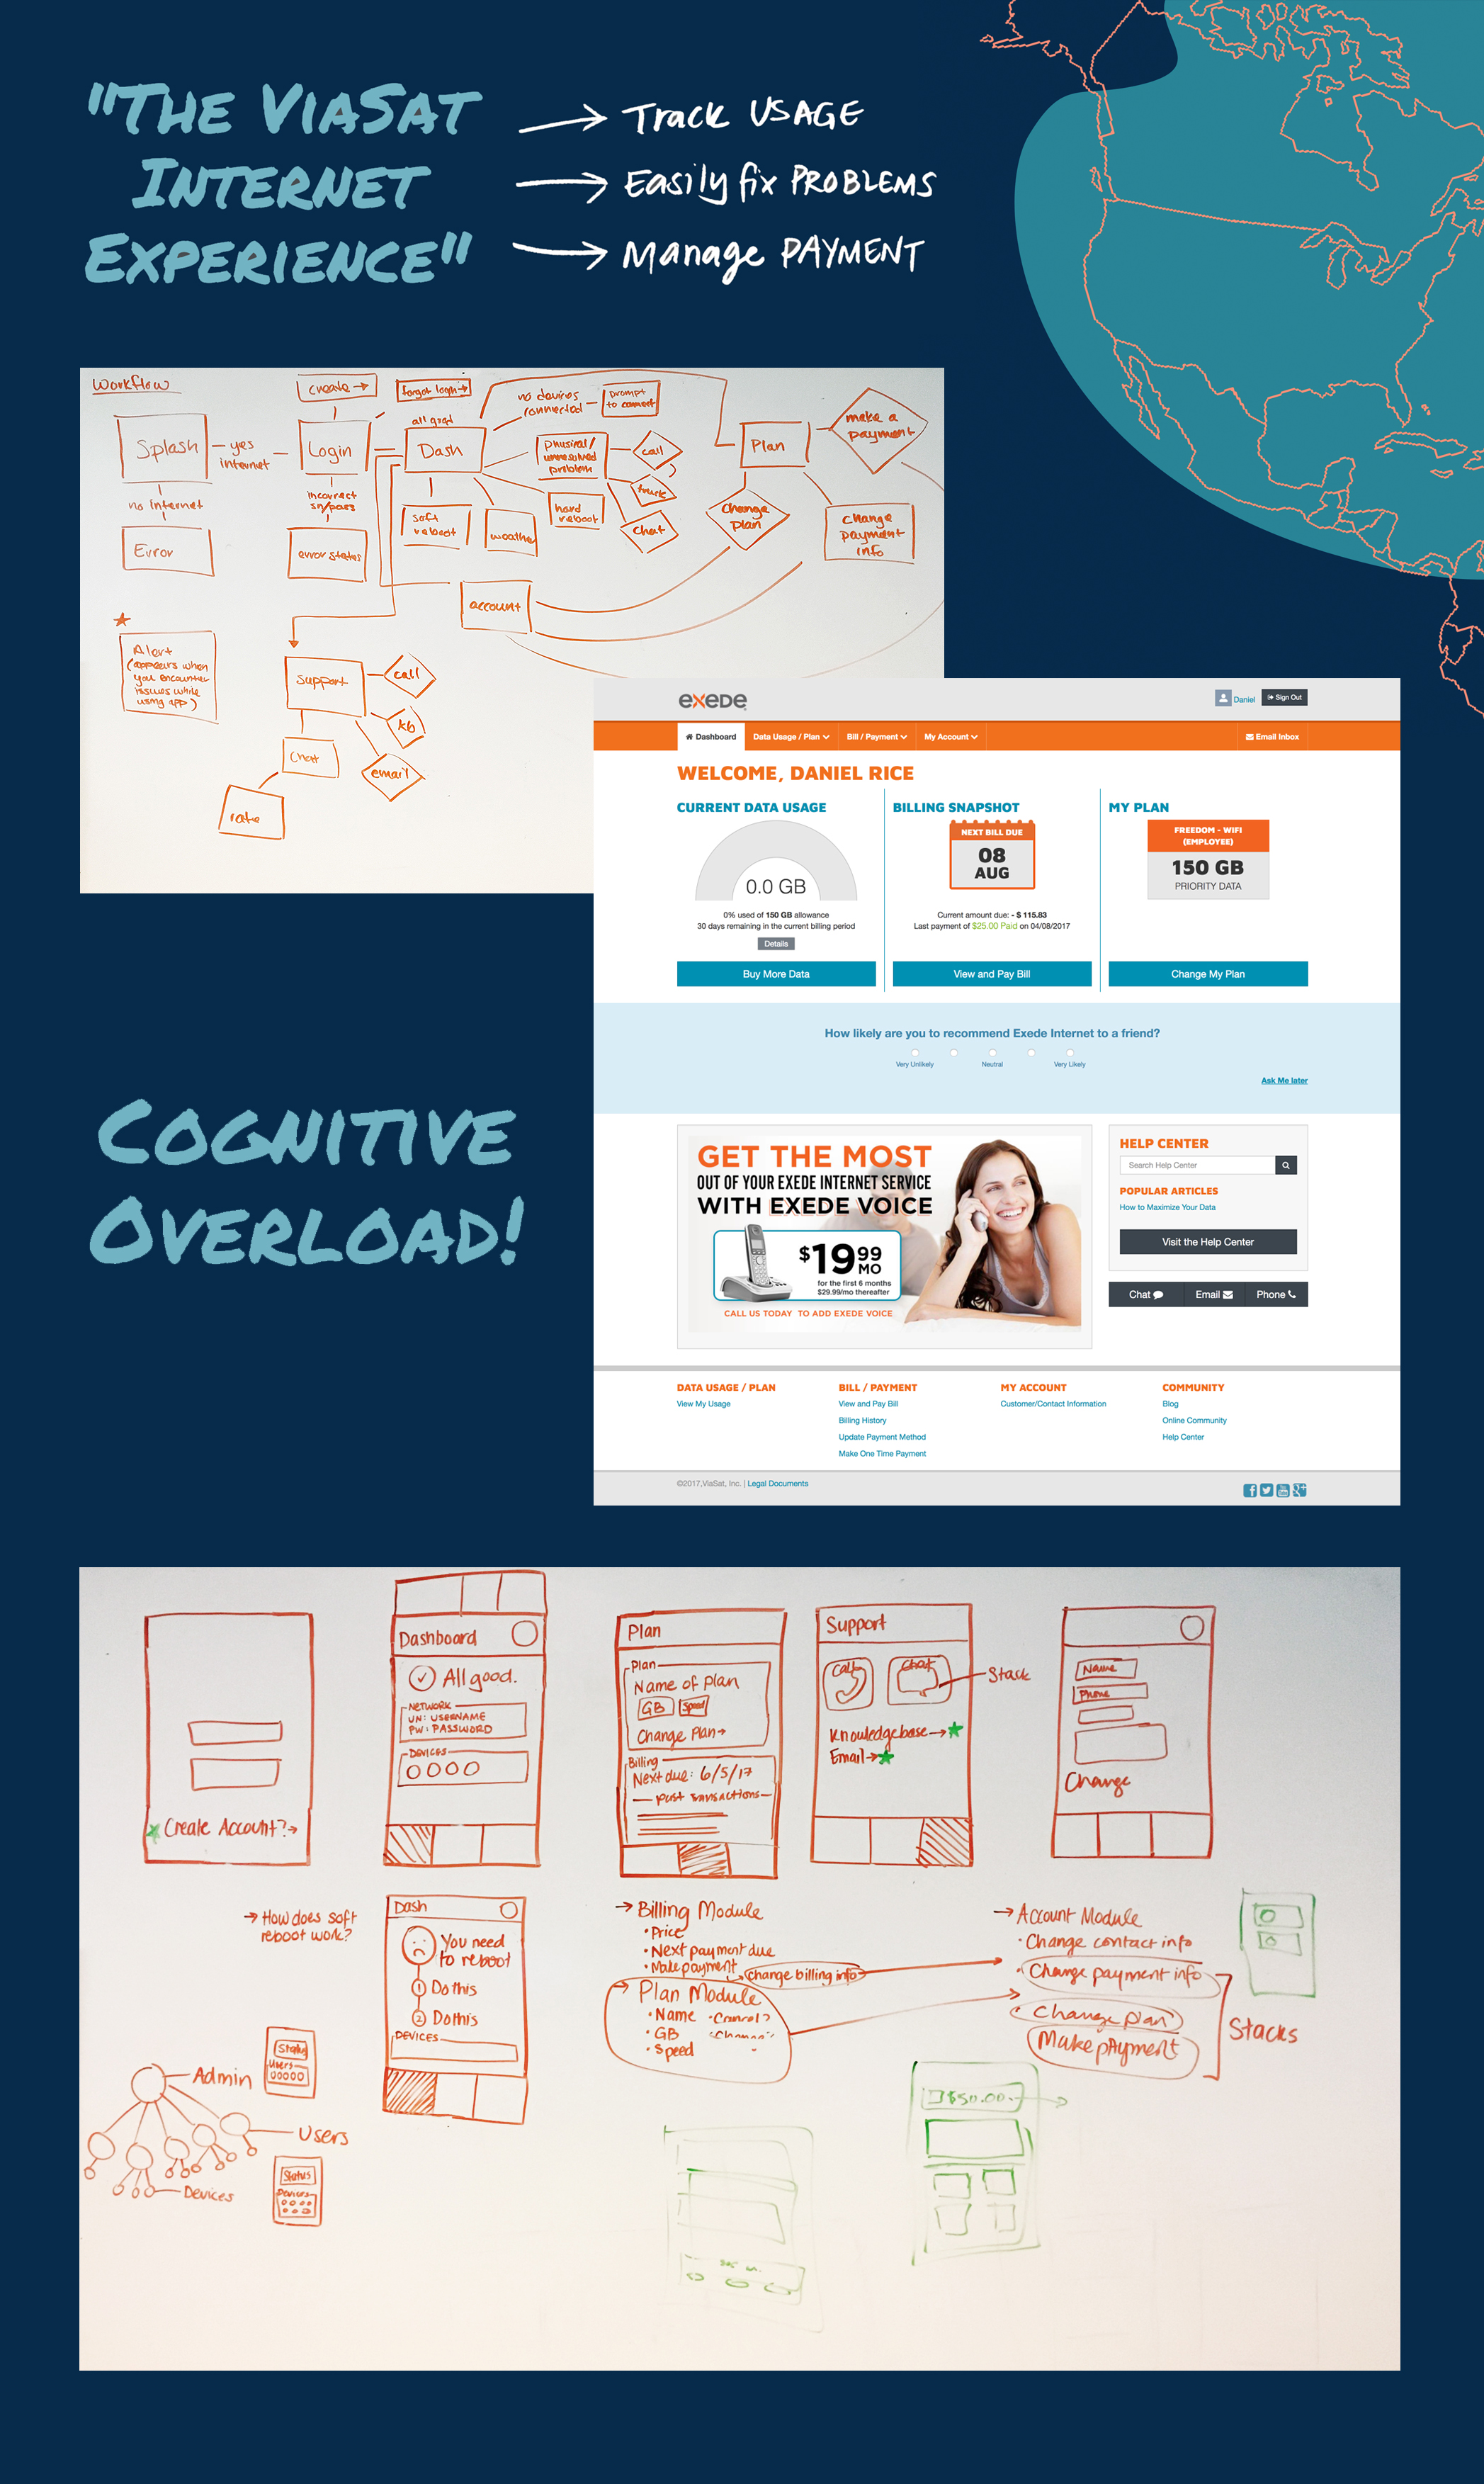 "The ViaSat
Internet
Experience"
→ Track USAGE
→ Easily fix PROBLEMS
→ Manage PAYMENT
Workflow
create →
forgot login →
no devices
connected
prompt
to connect
all good
Splash
yes
internet
Login
Dash
physical/
unresolved
problem
call
truck
chat
Plan
make a
payment
no internet
incorrect
sn/pass
soft
reboot
weather
hard
reboot
change
plan
change
payment
info
Error
error states
account
Alert
(appears when
you encounter
issues while
using app)
support
call
kb
email
chat
rate
exede
Daniel
Sign Out
Dashboard
Data Usage / Plan
Bill / Payment
My Account
Email Inbox
WELCOME, DANIEL RICE
CURRENT DATA USAGE
0.0 GB
0% used of 150 GB allowance
30 days remaining in the current billing period
Details
Buy More Data
BILLING SNAPSHOT
NEXT BILL DUE
08
AUG
Current amount due: - $ 115.83
Last payment of $25.00 Paid on 04/08/2017
View and Pay Bill
MY PLAN
FREEDOM - WIFI
(EMPLOYEE)
150 GB
PRIORITY DATA
Change My Plan
How likely are you to recommend Exede Internet to a friend?
Very Unlikely
Neutral
Very Likely
Ask Me later
Cognitive
Overload!
GET THE MOST
OUT OF YOUR EXEDE INTERNET SERVICE
WITH EXEDE VOICE
$19 99
MO
for the first 6 months
$29.99/mo thereafter
CALL US TODAY TO ADD EXEDE VOICE
HELP CENTER
Search Help Center
POPULAR ARTICLES
How to Maximize Your Data
Visit the Help Center
Chat
Email
Phone
DATA USAGE / PLAN
View My Usage
BILL / PAYMENT
View and Pay Bill
Billing History
Update Payment Method
Make One Time Payment
MY ACCOUNT
Customer/Contact Information
COMMUNITY
Blog
Online Community
Help Center
©2017,ViaSat, Inc. | Legal Documents
Create Account? →
Dashboard
All good.
NETWORK
UN: USERNAME
PW: PASSWORD
DEVICES
Plan
Plan
Name of plan
GB
Speed
Change Plan →
Billing
Next due: 6/5/17
Support
Call
Chat
Stack
Knowledgebase →
Email →
Name
Phone
Change
→ How does soft
reboot work?
Dash
You need
to reboot
1 Do this
2 Do this
DEVICES
→ Billing Module
• Price
• Next payment due
• Make payment
change billing info
→ Plan Module
• Name
• Cancel?
• GB
• Change
• Speed
→ Account Module
• Change contact info
• Change payment info
• Change plan
Make payment
Stacks
Admin
Status
Users
Users
Devices
Status
Devices
$50.00